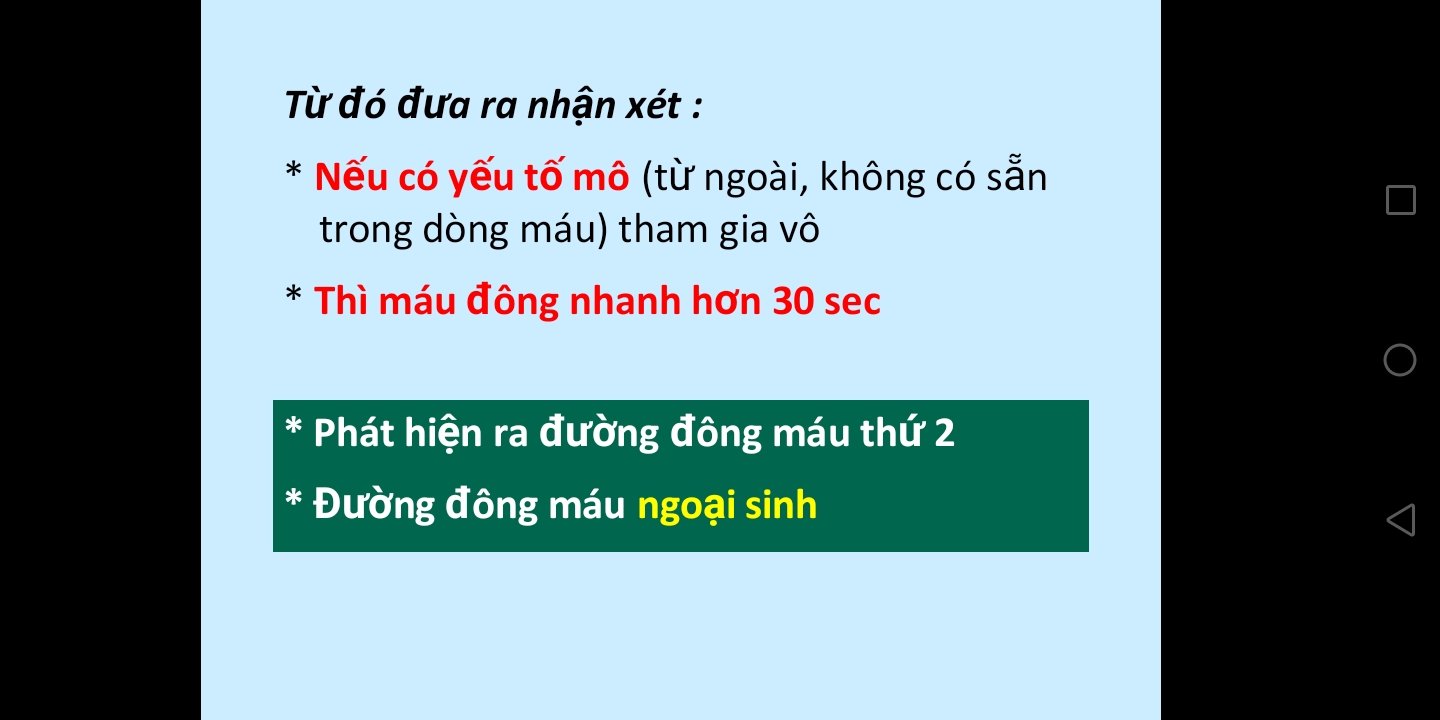 Từ đó đưa ra nhận xét :
* Nếu có yếu tố mô (từ ngoài, không có sẵn
trong dòng máu) tham gia vô
* Thì máu đông nhanh hơn 30 sec
* Phát hiện ra đường đông máu thứ 2
* Đường đông máu ngoại sinh